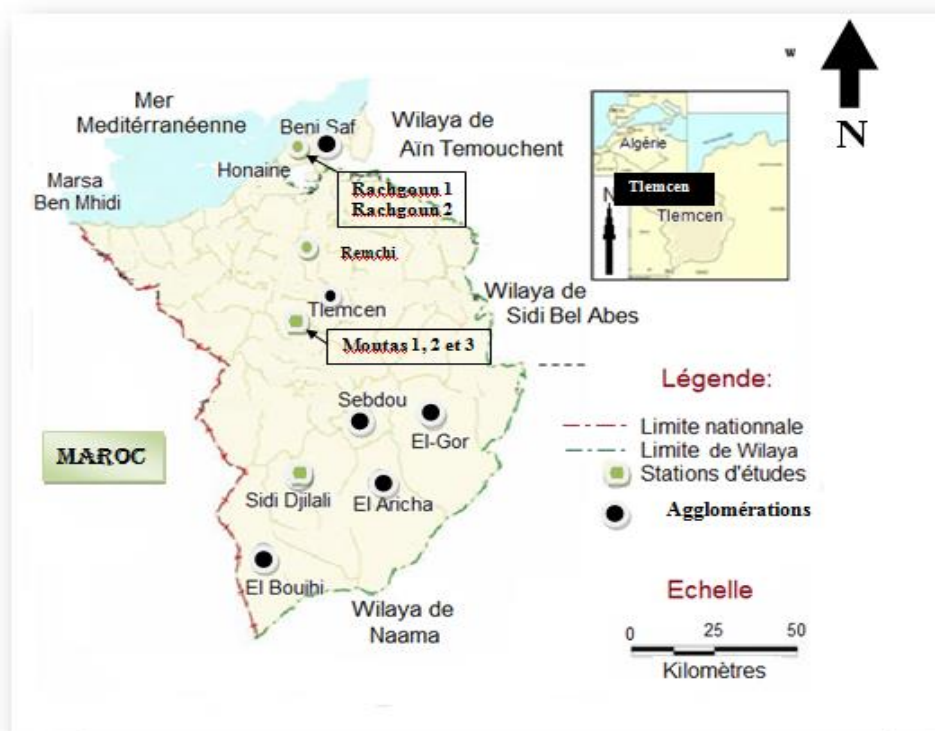 w
N
Mer
Meditérranéenne
Beni Saf
Wilaya de
Aïn Temouchent
Honaine
Marsa
Ben Mhidi
Rachgoun 1
Rachgoun 2
Remchi
Algérie
Tlemcen
N
Tlemcen
Tlemcen
Wilaya de
Sidi Bel Abes
Moutas 1, 2 et 3
Sebdou
El-Gor
MAROC
Sidi Djilali
El Aricha
El Bouihi
Wilaya de
Naama
Légende:
Limite nationnale
Limite de Wilaya
Stations d'études
Agglomérations
Echelle
0 25 50
Kilomètres